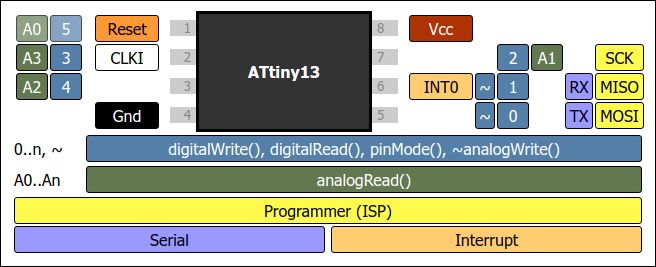 A0 5 Reset 1 8 Vcc
A3 3 CLKI 2 7 2 A1 SCK
A2 4 3 ATtiny13 6 INT0 ~ 1 RX MISO
Gnd 4 5 ~ 0 TX MOSI
0..n, ~ digitalWrite(), digitalRead(), pinMode(), ~analogWrite()
A0..An analogRead()
Programmer (ISP)
Serial Interrupt